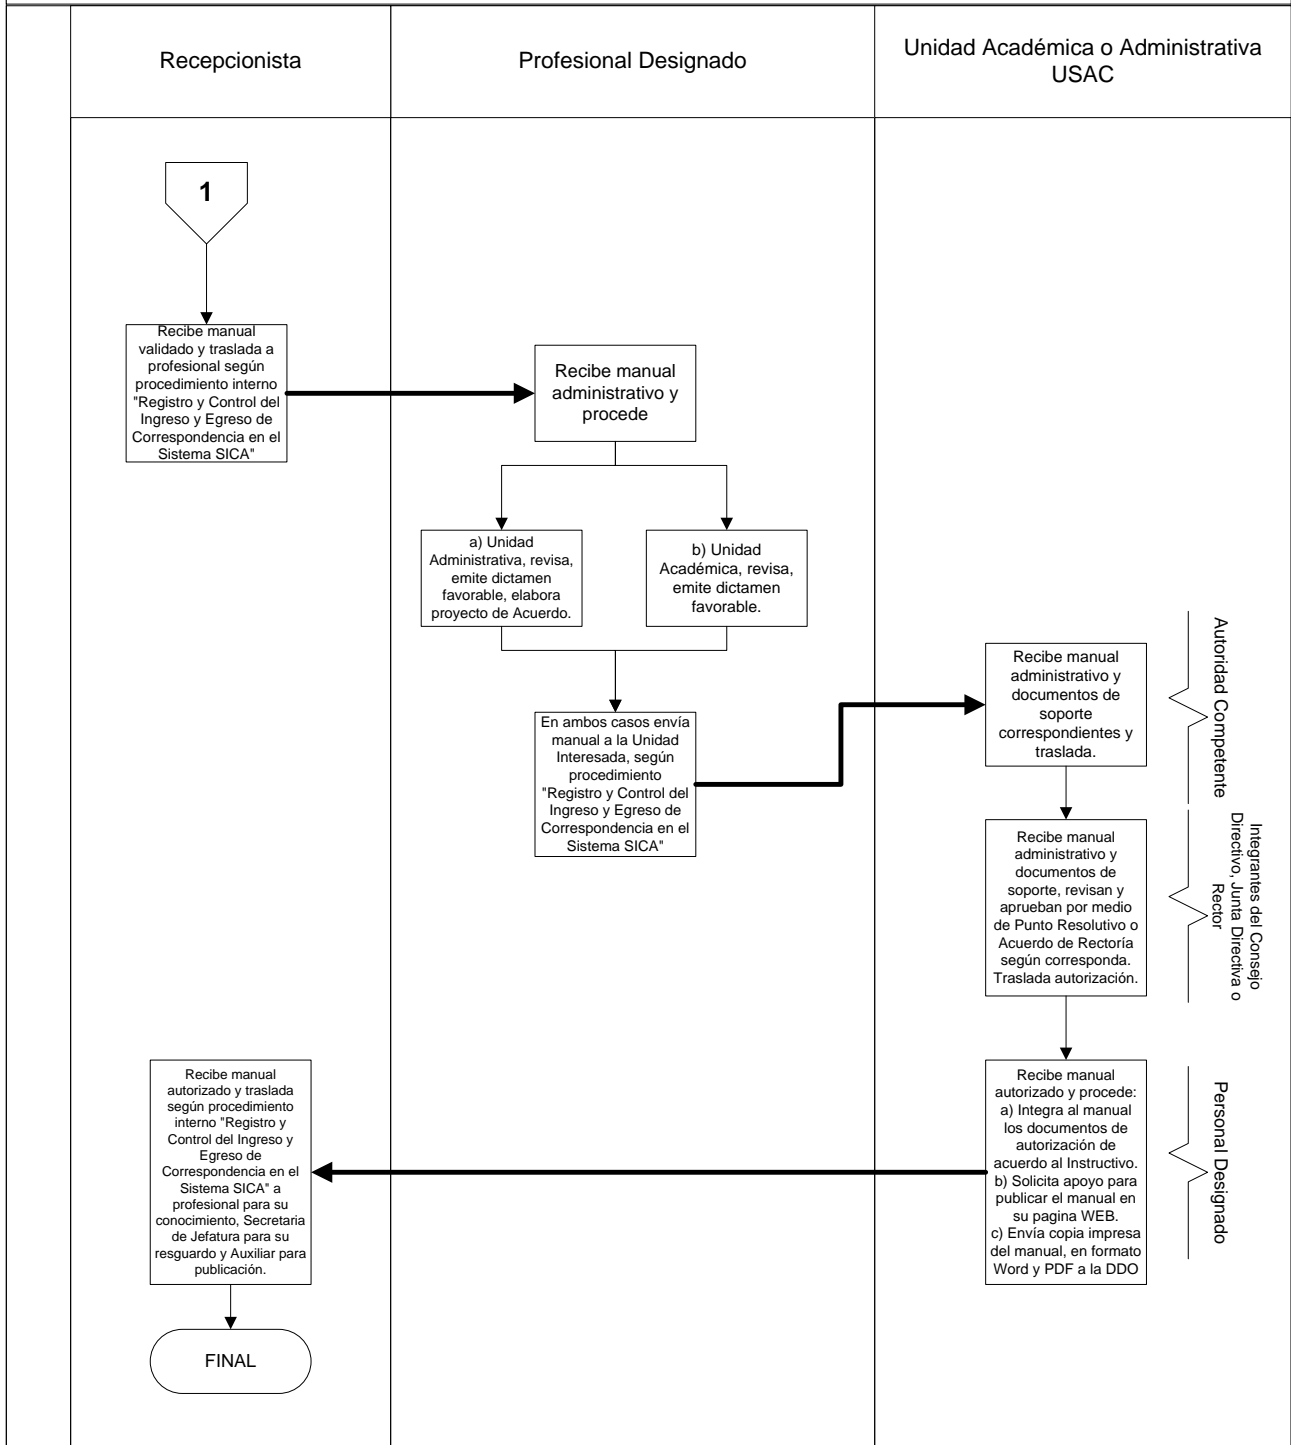 Recepcionista
Profesional Designado
Unidad Académica o Administrativa
USAC
1
Recibe manual
validado y traslada a
profesional según
procedimiento interno
"Registro y Control del
Ingreso y Egreso de
Correspondencia en el
Sistema SICA"
Recibe manual
administrativo y
procede
a) Unidad
Administrativa, revisa,
emite dictamen
favorable, elabora
proyecto de Acuerdo.
b) Unidad
Académica, revisa,
emite dictamen
favorable.
En ambos casos envía
manual a la Unidad
Interesada, según
procedimiento
"Registro y Control del
Ingreso y Egreso de
Correspondencia en el
Sistema SICA"
Recibe manual
administrativo y
documentos de
soporte
correspondientes y
traslada.
Autoridad Competente
Recibe manual
administrativo y
documentos de
soporte, revisan y
aprueban por medio
de Punto Resolutivo o
Acuerdo de Rectoría
según corresponda.
Traslada autorización.
Integrantes del Consejo
Directivo, Junta Directiva o
Rector
Recibe manual
autorizado y procede:
a) Integra al manual
los documentos de
autorización de
acuerdo al Instructivo.
b) Solicita apoyo para
publicar el manual en
su pagina WEB.
c) Envía copia impresa
del manual, en formato
Word y PDF a la DDO
Personal Designado
Recibe manual
autorizado y traslada
según procedimiento
interno "Registro y
Control del Ingreso y
Egreso de
Correspondencia en el
Sistema SICA" a
profesional para su
conocimiento, Secretaria
de Jefatura para su
resguardo y Auxiliar para
publicación.
FINAL